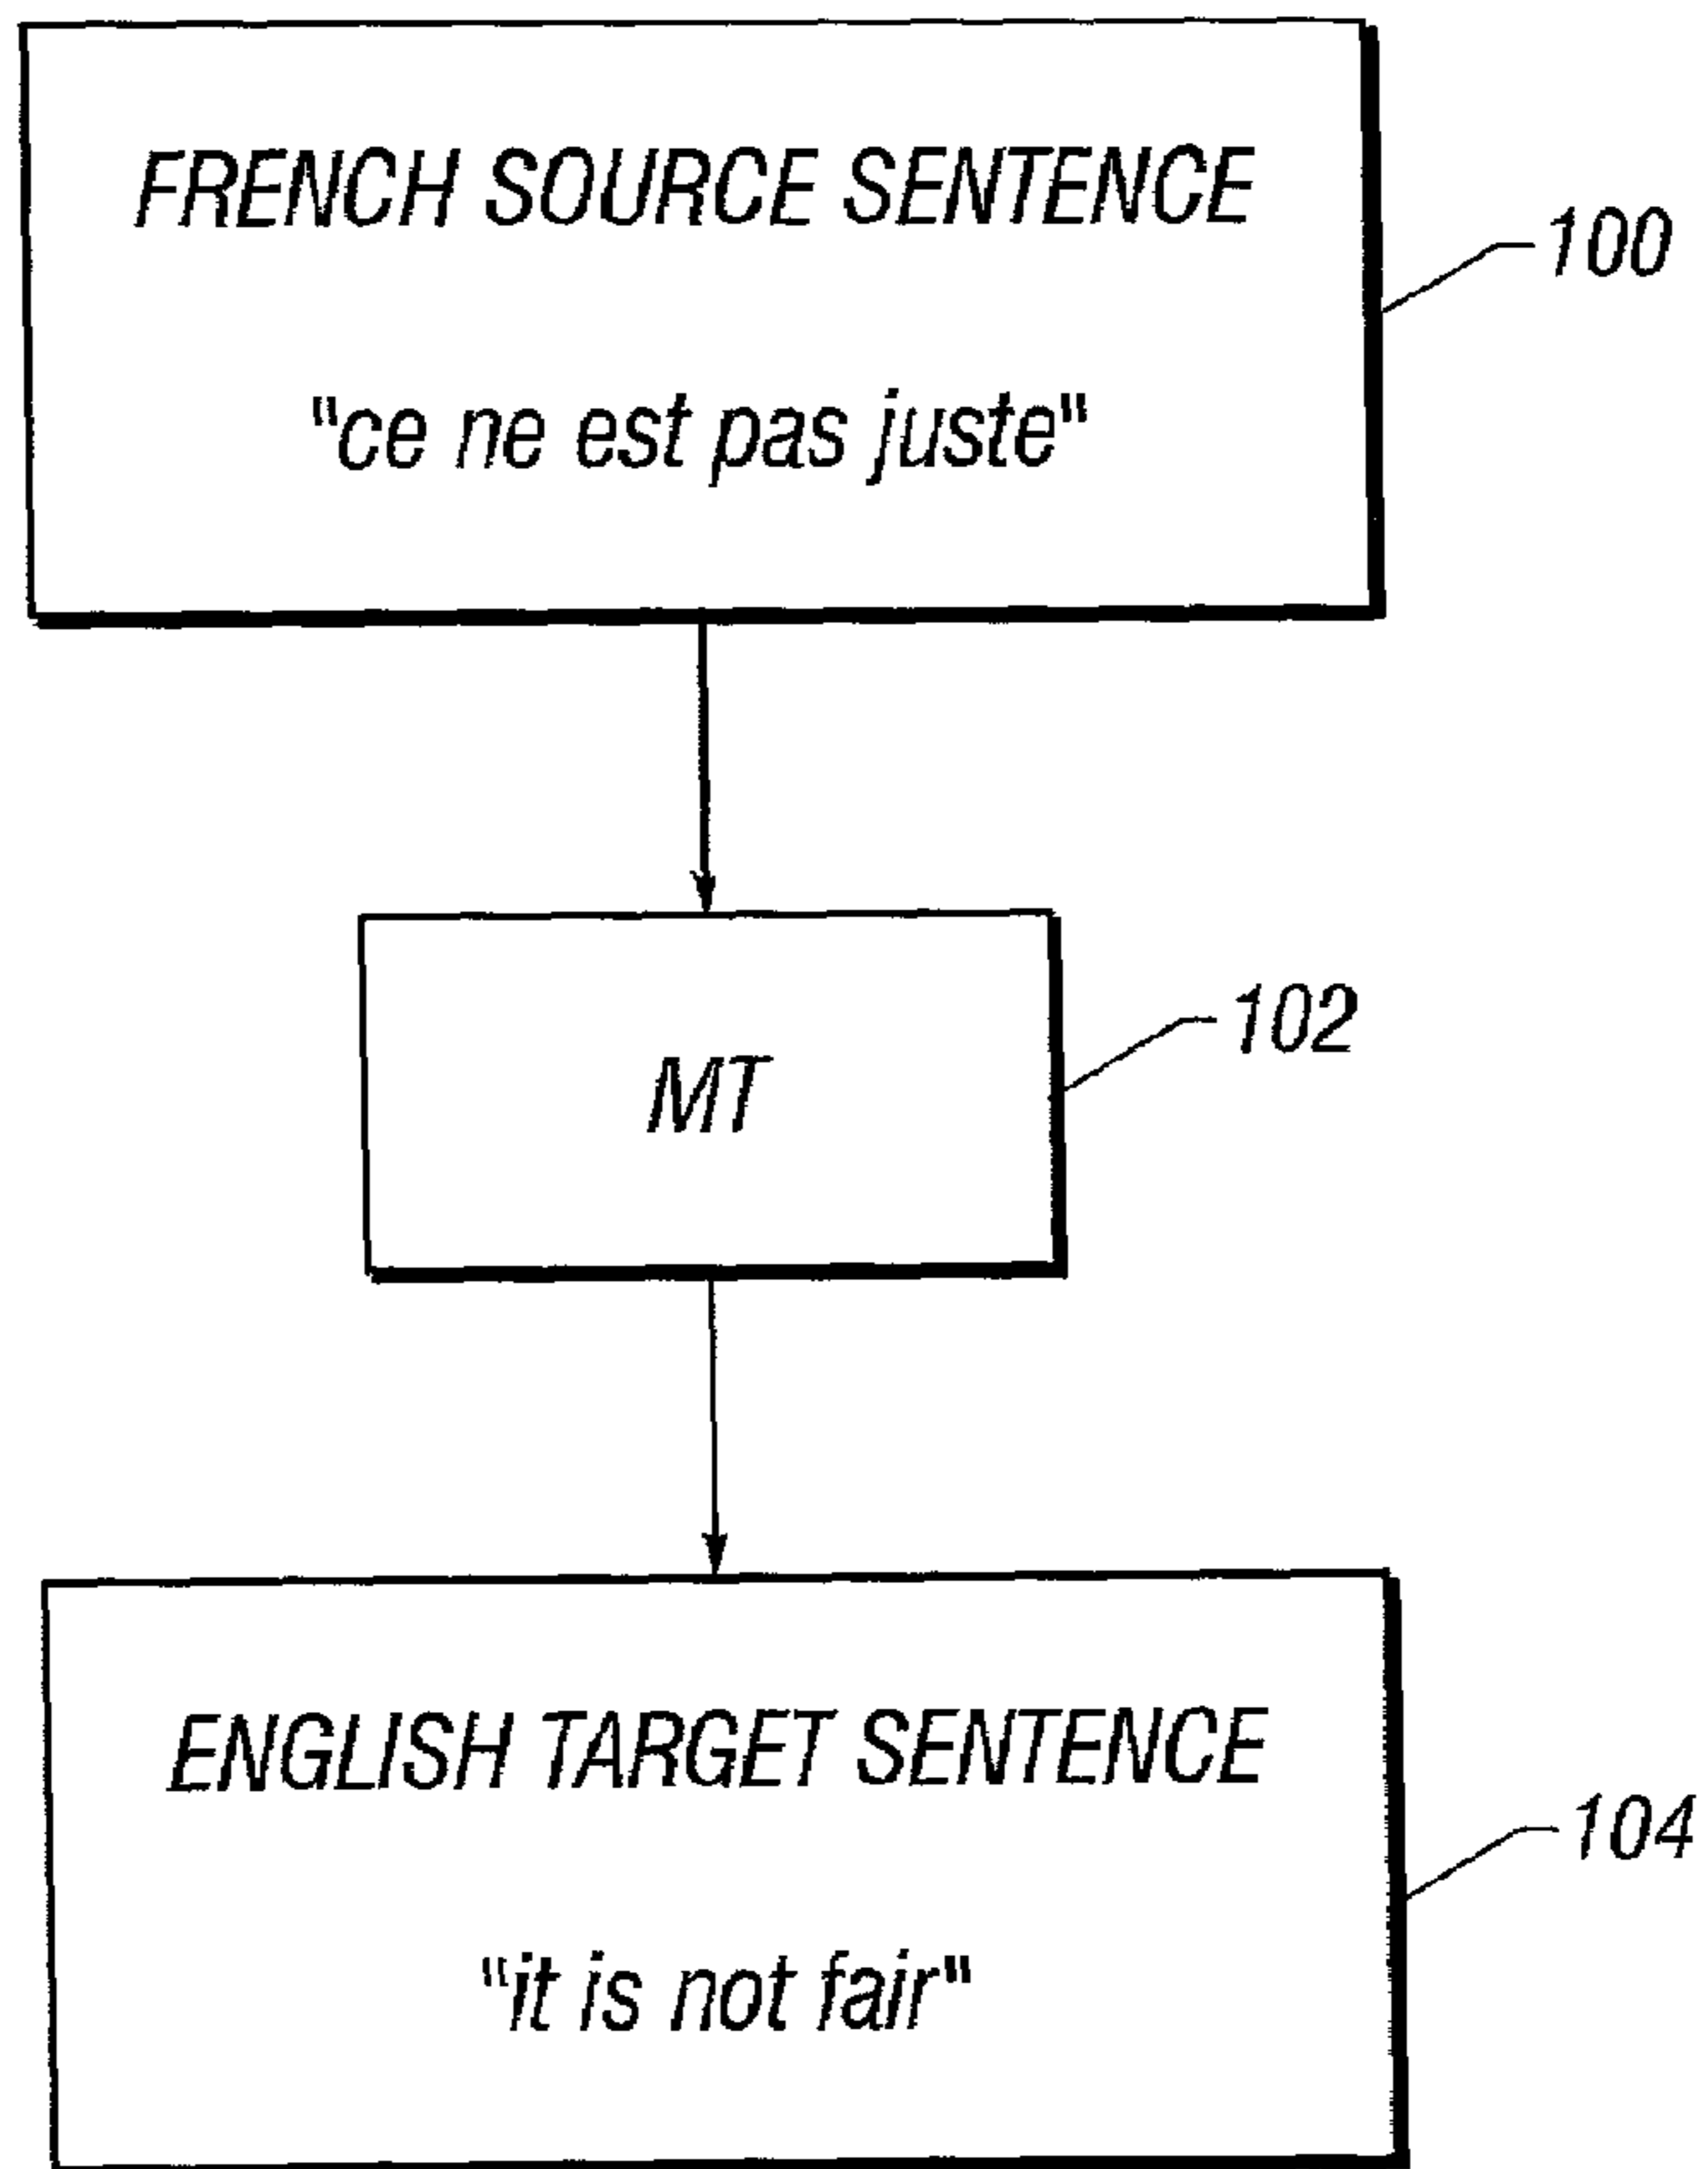 FRENCH SOURCE SENTENCE
100
"ce ne est pas juste"
102
MT
ENGLISH TARGET SENTENCE
104
"it is not fair"